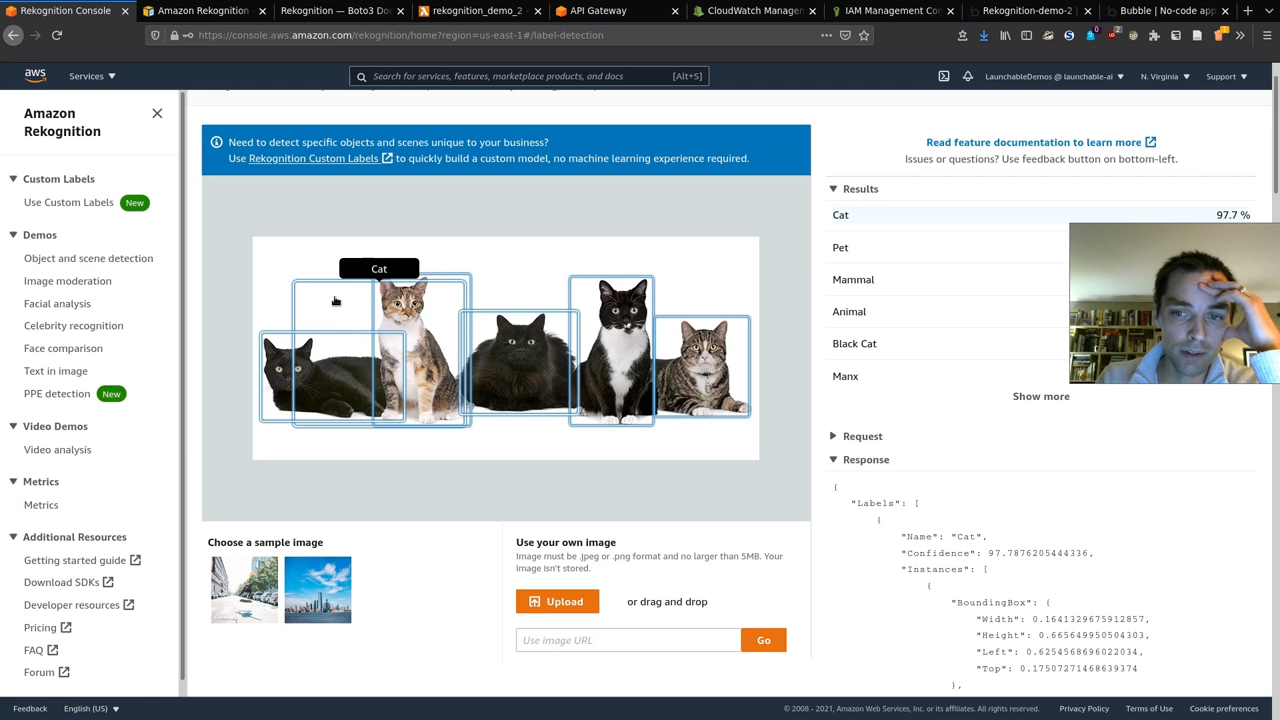 Rekognition Console
Amazon Rekognition
Rekognition — Boto3 Do
rekognition_demo_2
API Gateway
CloudWatch Manage
IAM Management Con
Rekognition-demo-2
Bubble | No-code app
https://console.aws.amazon.com/rekognition/home?region=us-east-1#/label-detection
aws
Services
Search for services, features, marketplace products, and docs
[Alt+S]
LaunchableDemos @ launchable-ai
N. Virginia
Support
Amazon
Rekognition
Custom Labels
Use Custom Labels New
Demos
Object and scene detection
Image moderation
Facial analysis
Celebrity recognition
Face comparison
Text in image
PPE detection New
Video Demos
Video analysis
Metrics
Metrics
Additional Resources
Getting started guide
Download SDKs
Developer resources
Pricing
FAQ
Forum
Need to detect specific objects and scenes unique to your business?
Use Rekognition Custom Labels to quickly build a custom model, no machine learning experience required.
Cat
Choose a sample image
Use your own image
Image must be .jpeg or .png format and no larger than 5MB. Your
image isn't stored.
Upload
or drag and drop
Use image URL
Go
Read feature documentation to learn more
Issues or questions? Use feedback button on bottom-left.
Results
Cat 97.7 %
Pet
Mammal
Animal
Black Cat
Manx
Show more
Request
Response
{
"Labels": [
{
"Name": "Cat",
"Confidence": 97.7876205444336,
"Instances": [
{
"BoundingBox": {
"Width": 0.1641329675912857,
"Height": 0.665649950504303,
"Left": 0.6254568696022034,
"Top": 0.17507271468639374
},
Feedback
English (US)
© 2008 - 2021, Amazon Web Services, Inc. or its affiliates. All rights reserved.
Privacy Policy
Terms of Use
Cookie preferences